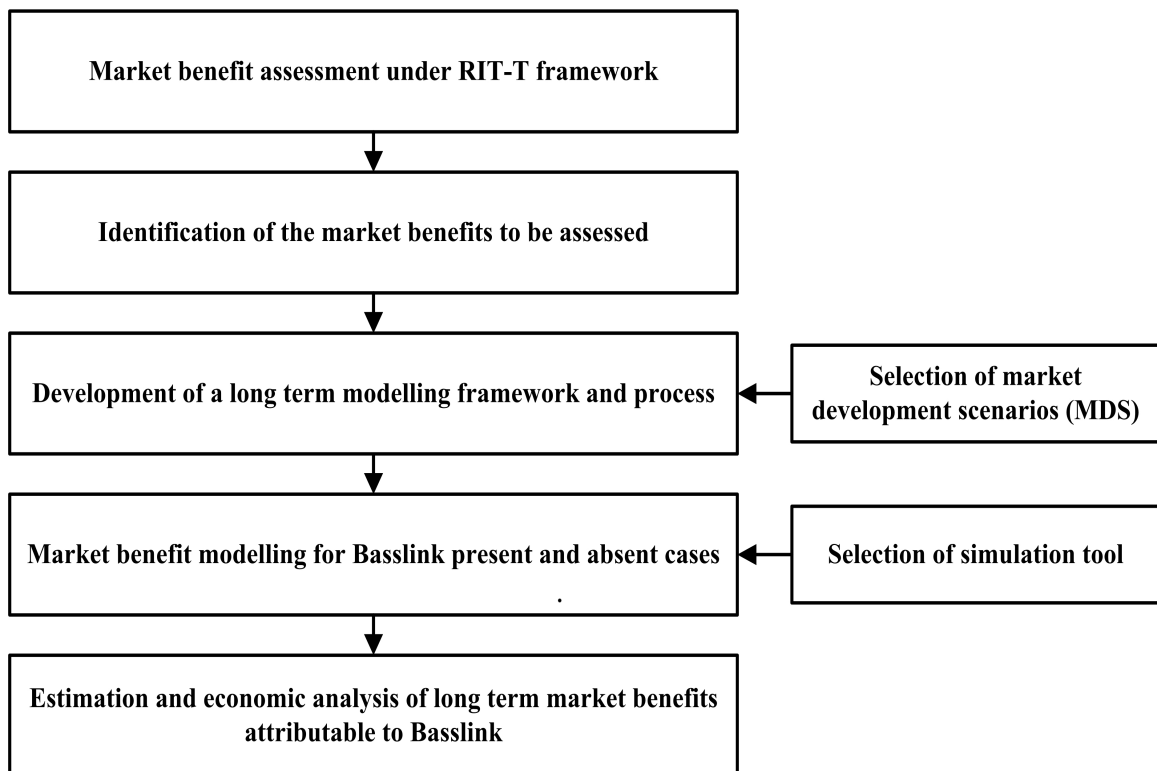 Market benefit assessment under RIT-T framework
Identification of the market benefits to be assessed
Development of a long term modelling framework and process
Selection of market
development scenarios (MDS)
Market benefit modelling for Basslink present and absent cases
.
Selection of simulation tool
Estimation and economic analysis of long term market benefits
attributable to Basslink